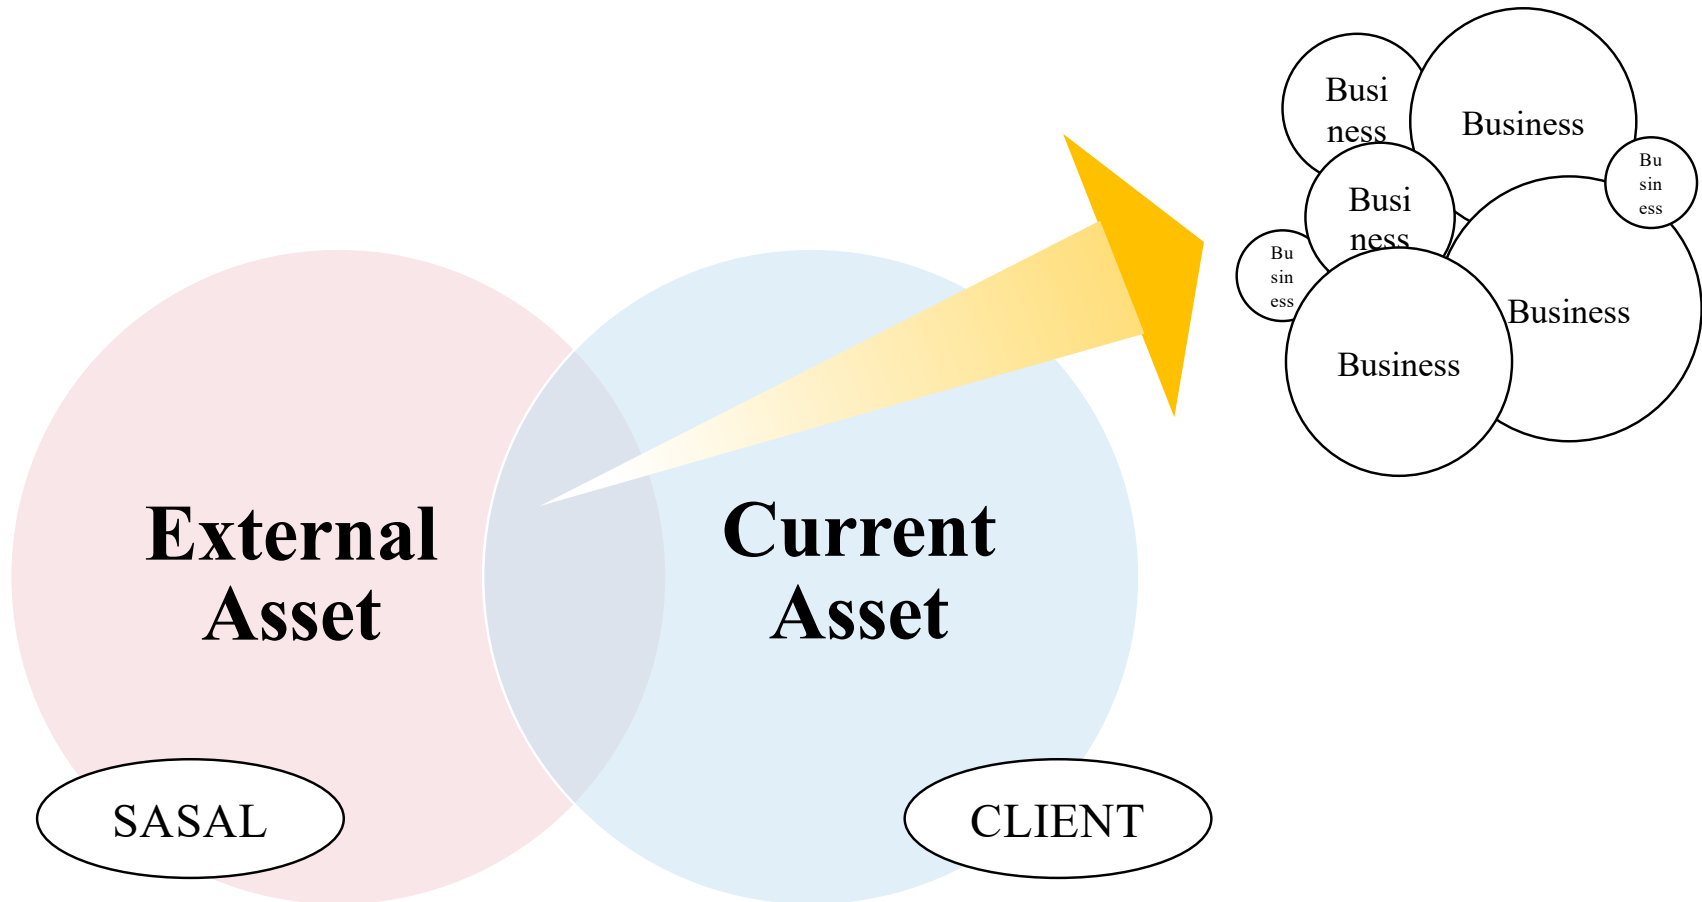 Busi
ness
Business
Bu
sin
ess
Busi
ness
Bu
sin
ess
Business
Business
External
Asset
Current
Asset
SASAL
CLIENT